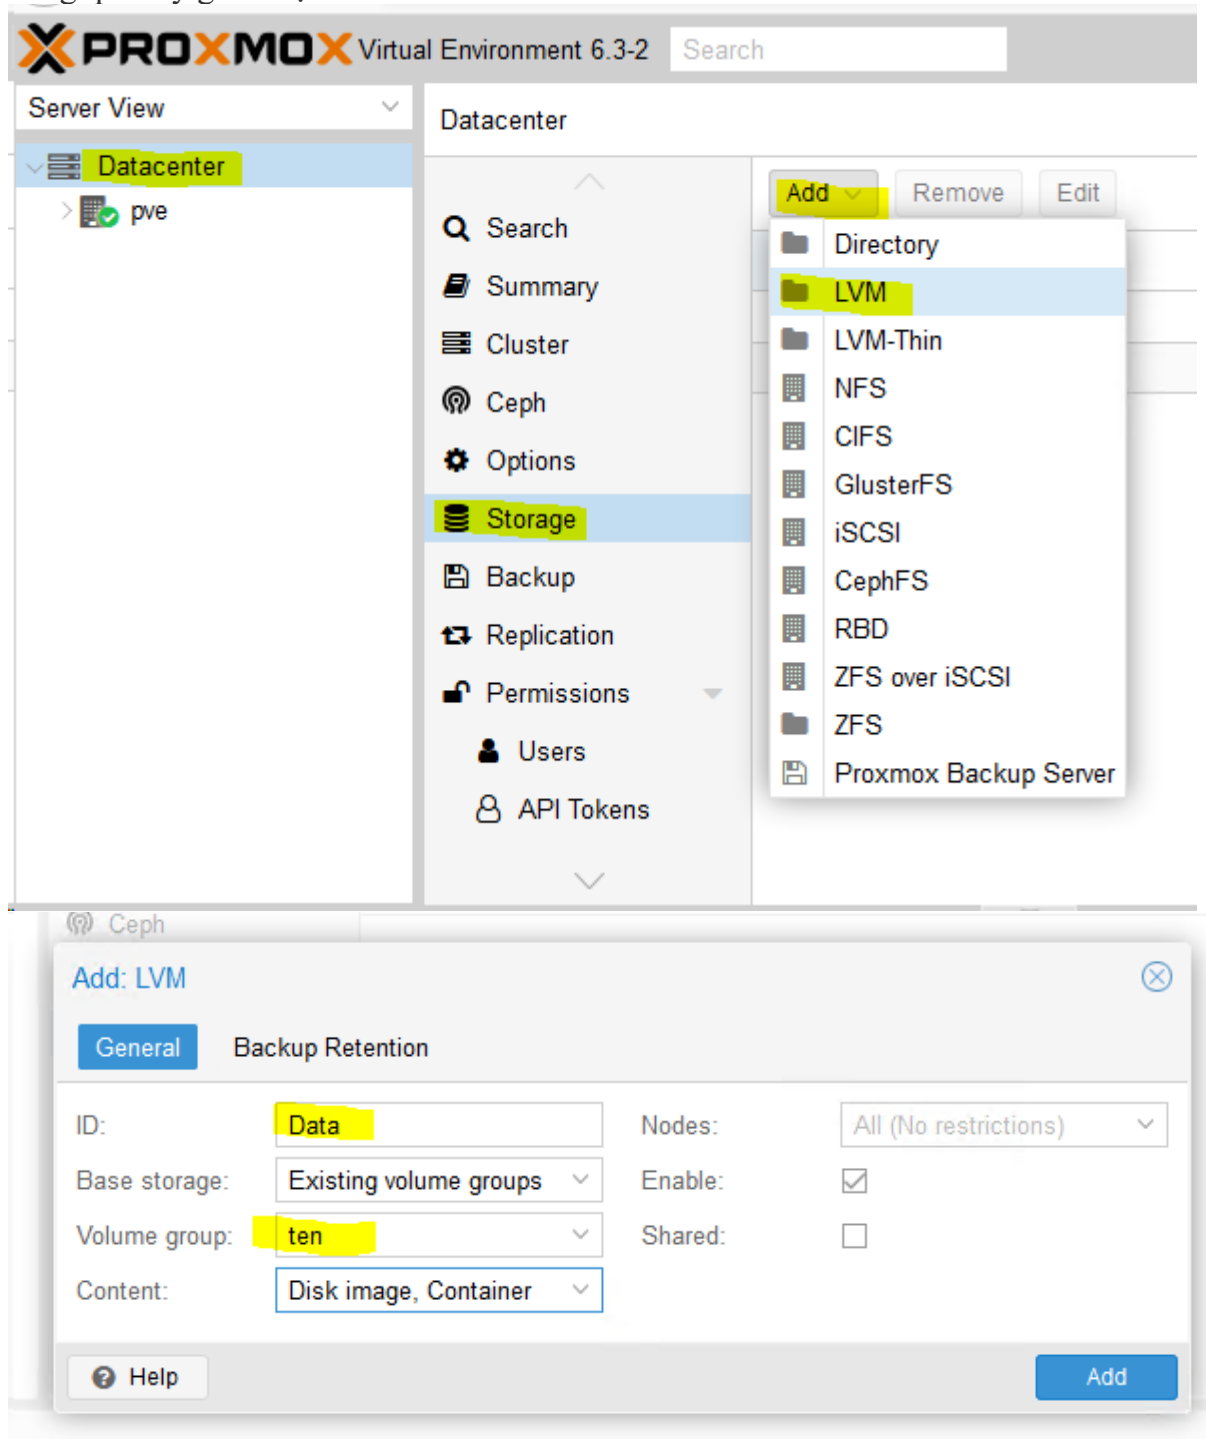 PROXMOX Virtual Environment 6.3-2 Search
Server View
Datacenter
pve
Datacenter
Search
Summary
Cluster
Ceph
Options
Storage
Backup
Replication
Permissions
Users
API Tokens
Add Remove Edit
Directory
LVM
LVM-Thin
NFS
CIFS
GlusterFS
iSCSI
CephFS
RBD
ZFS over iSCSI
ZFS
Proxmox Backup Server
Ceph
Add: LVM
General Backup Retention
ID: Data
Base storage: Existing volume groups
Volume group: ten
Content: Disk image, Container
Nodes: All (No restrictions)
Enable:
Shared:
Help
Add